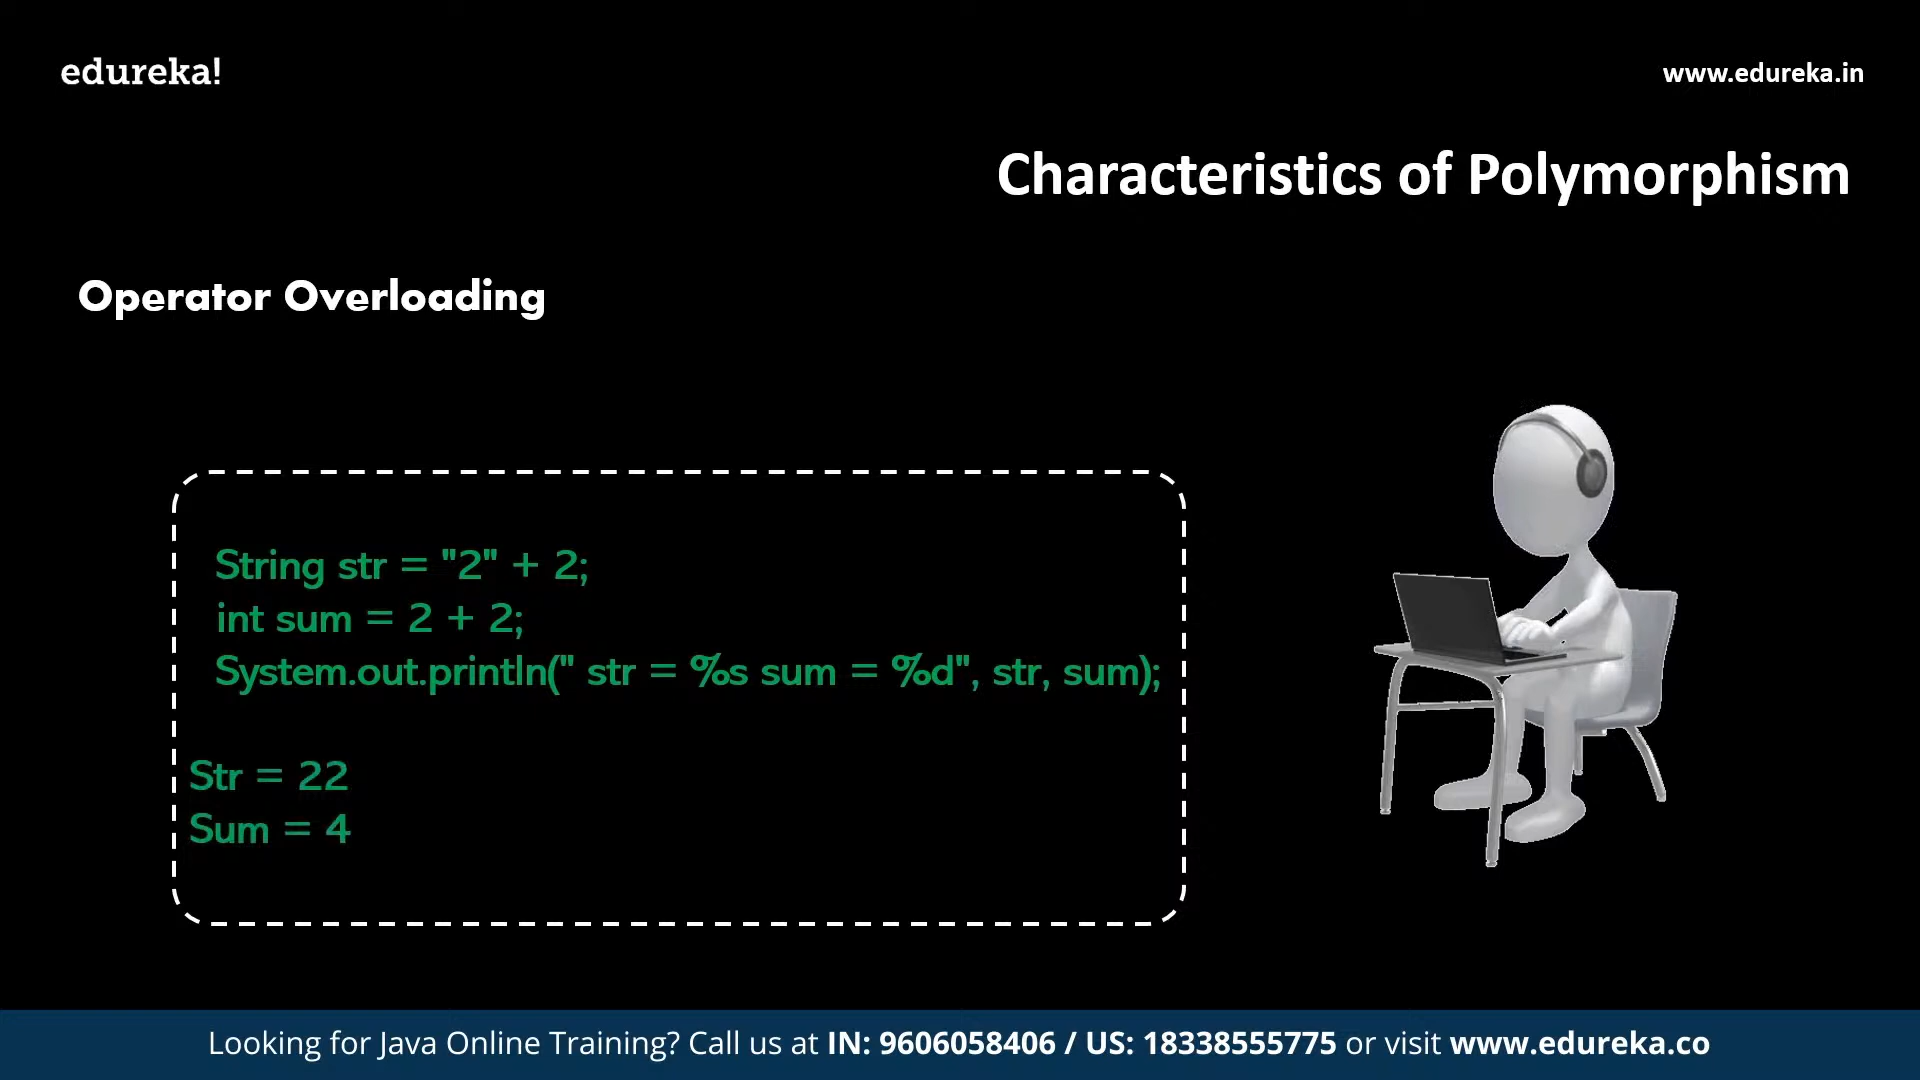 edureka!
www.edureka.in
Characteristics of Polymorphism
Operator Overloading
String str = "2" + 2;
int sum = 2 + 2;
System.out.println(" str = %s sum = %d", str, sum);
Str = 22
Sum = 4
Looking for Java Online Training? Call us at IN: 9606058406 / US: 18338555775 or visit www.edureka.co